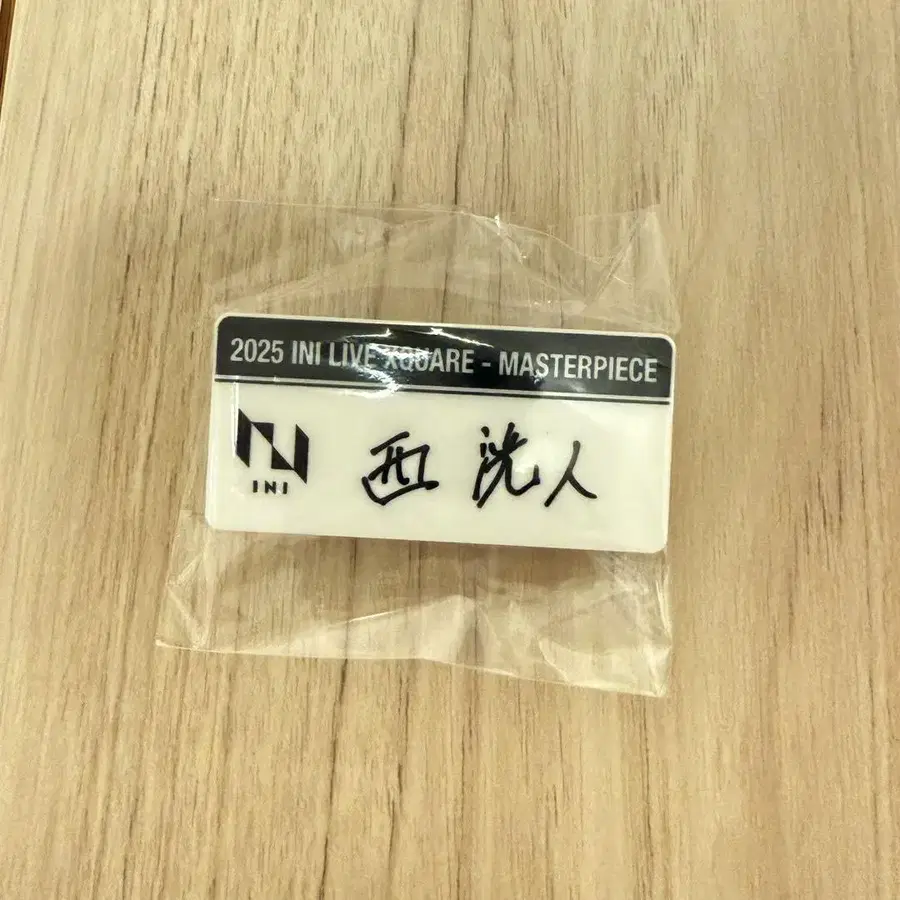 2025 INI LIVE XQUARE - MASTERPIECE
INI
西 洸人